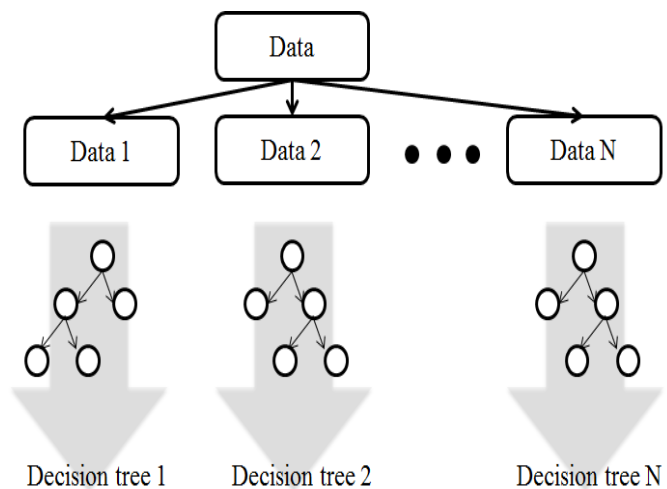 Data
Data 1
Data 2
Data N
Decision tree 1
Decision tree 2
Decision tree N